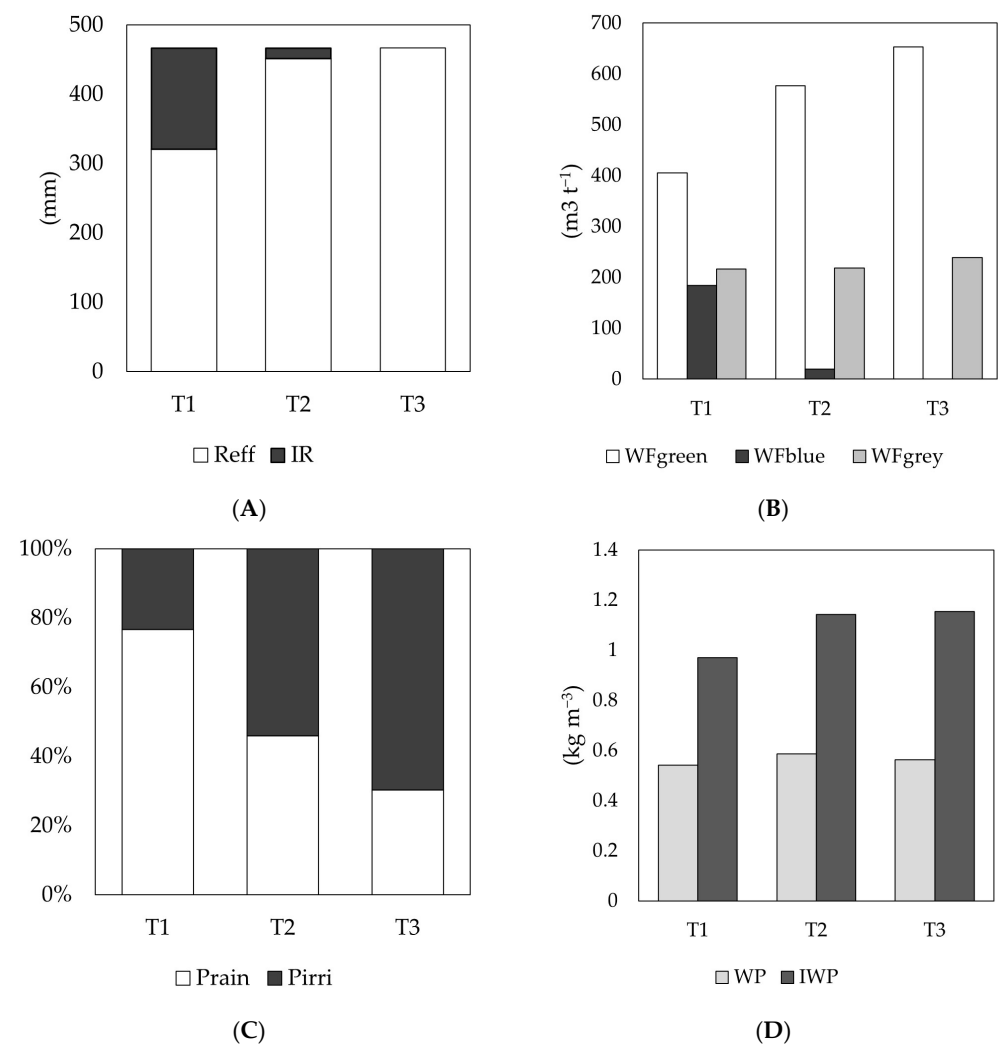 500
400
300
200
100
0
(mm)
T1 T2 T3
Reff IR
(A)
700
600
500
400
300
200
100
0
(m3 t⁻¹)
T1 T2 T3
WFgreen WFblue WFgrey
(B)
100%
80%
60%
40%
20%
0%
T1 T2 T3
Prain Pirri
(C)
1.4
1.2
1
0.8
0.6
0.4
0.2
0
(kg m⁻³)
T1 T2 T3
WP IWP
(D)